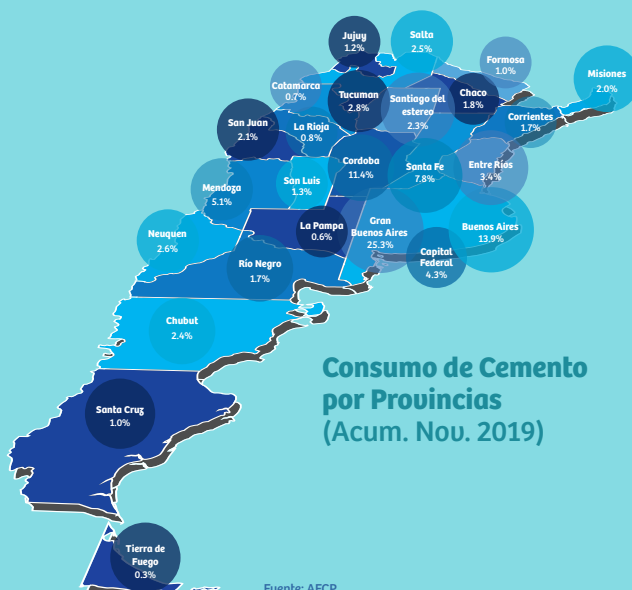 Jujuy
1.2%
Salta
2.5%
Formosa
1.0%
Misiones
2.0%
Catamarca
0.7%
Tucuman
2.8%
Santiago del
estereo
2.3%
Chaco
1.8%
Corrientes
1.7%
San Juan
2.1%
La Rioja
0.8%
Cordoba
11.4%
Santa Fe
7.8%
Entre Ríos
3.4%
Mendoza
5.1%
San Luis
1.3%
La Pampa
0.6%
Gran
Buenos Aires
25.3%
Buenos Aires
13.9%
Neuquen
2.6%
Río Negro
1.7%
Capital
Federal
4.3%
Chubut
2.4%
Consumo de Cemento
por Provincias
(Acum. Nov. 2019)
Santa Cruz
1.0%
Tierra de
Fuego
0.3%
Fuente: AFCP